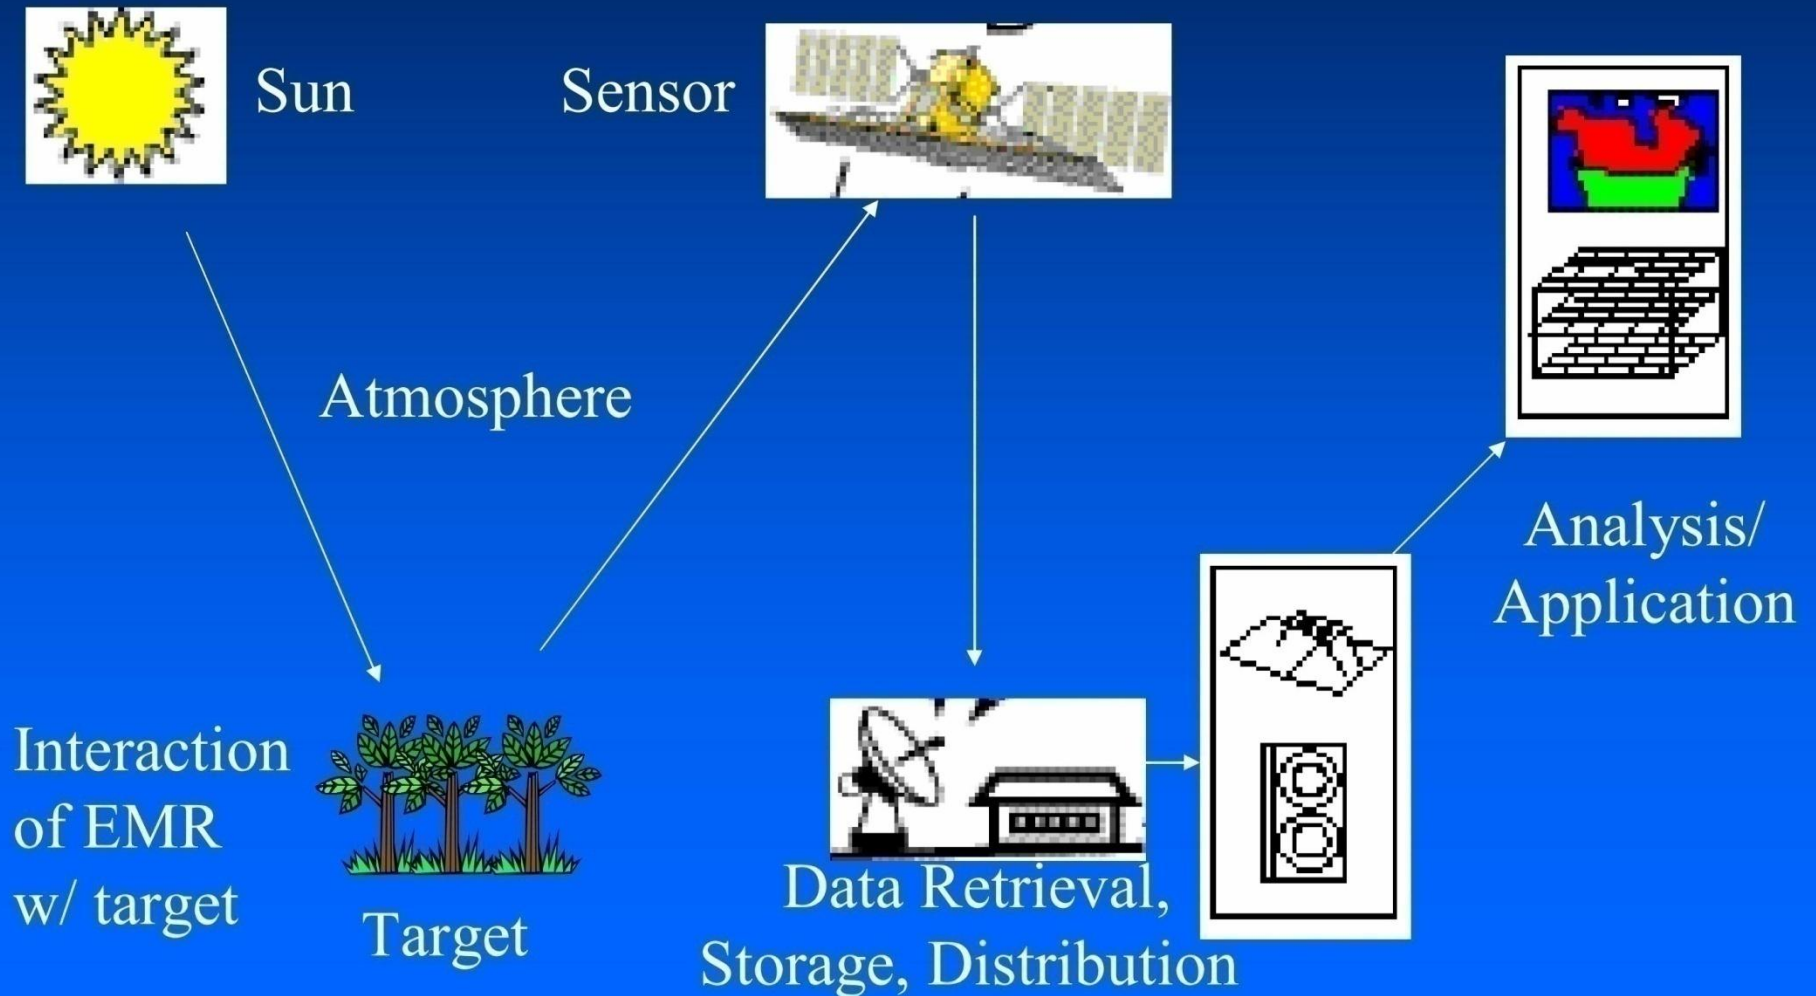 Sun
Sensor
Atmosphere
Analysis/
Application
Interaction
of EMR
w/ target
Target
Data Retrieval,
Storage, Distribution